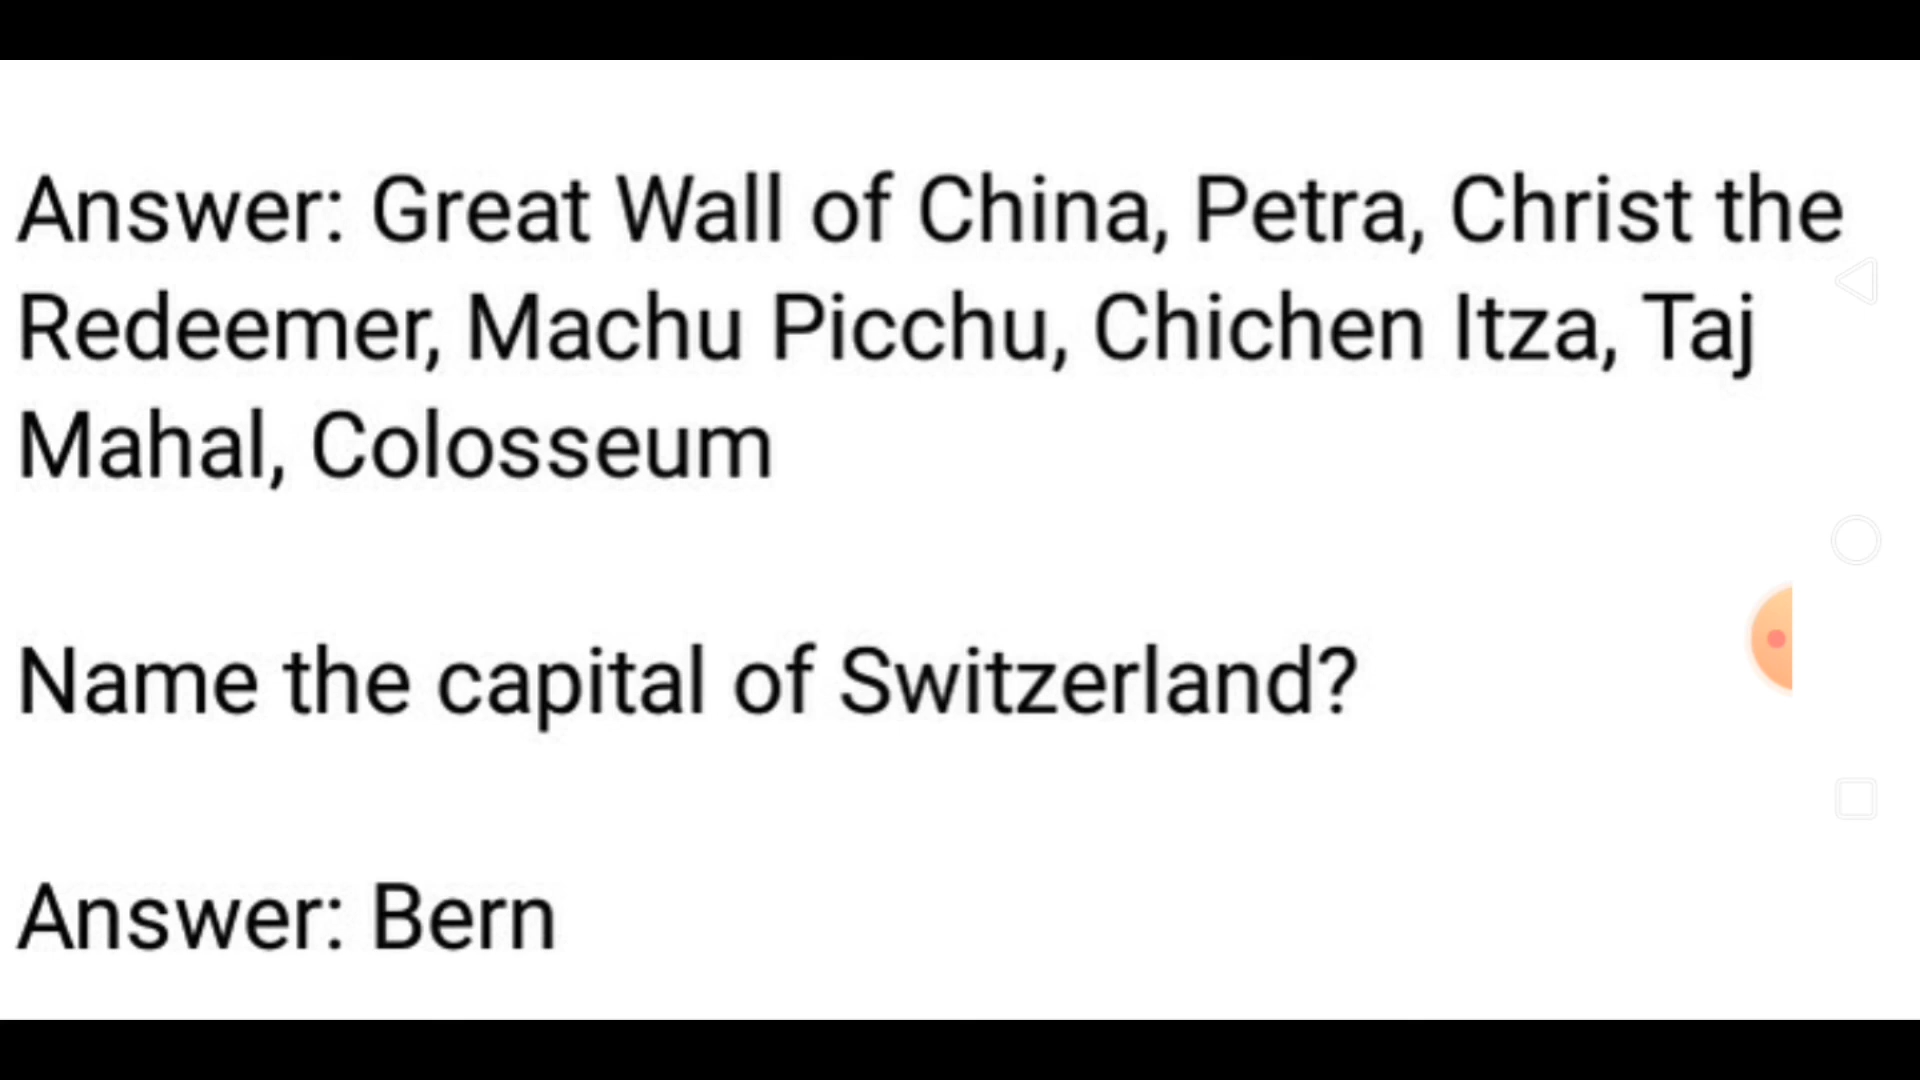 Answer: Great Wall of China, Petra, Christ the
Redeemer, Machu Picchu, Chichen Itza, Taj
Mahal, Colosseum
Name the capital of Switzerland?
Answer: Bern